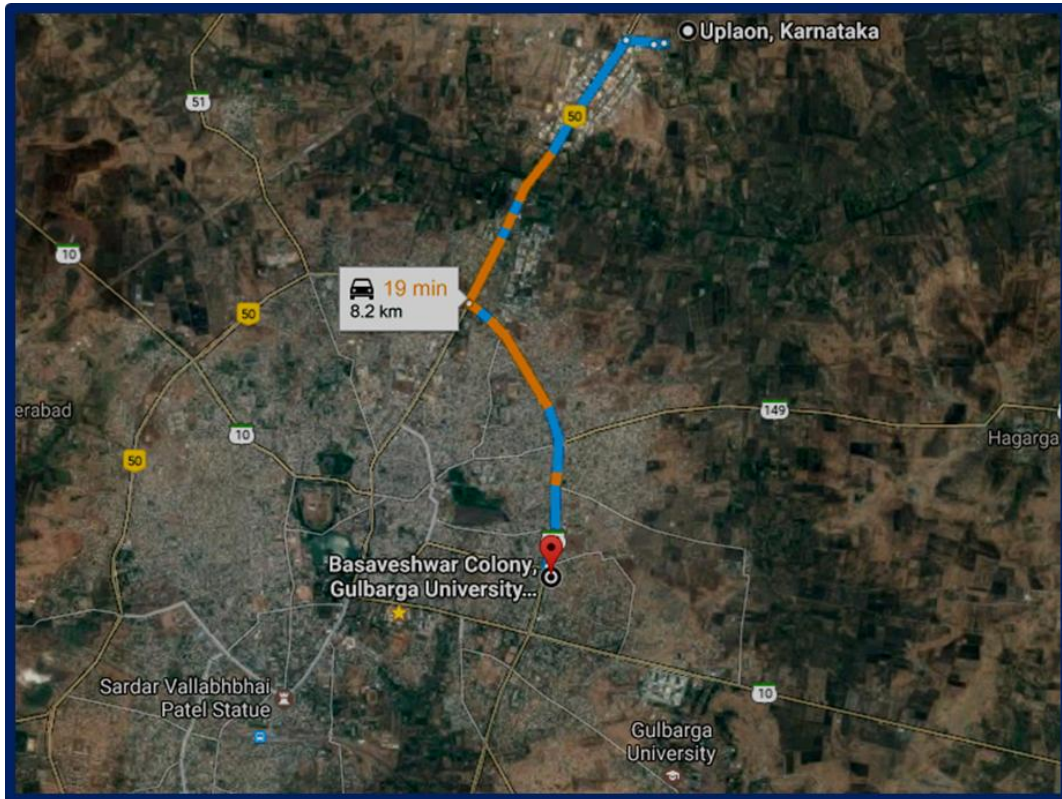 Uplaon, Karnataka
51
50
10
19 min
8.2 km
50
erabad
149
10
Hagarga
50
Basaveshwar Colony,
Gulbarga University...
Sardar Vallabhbhai
Patel Statue
10
Gulbarga
University